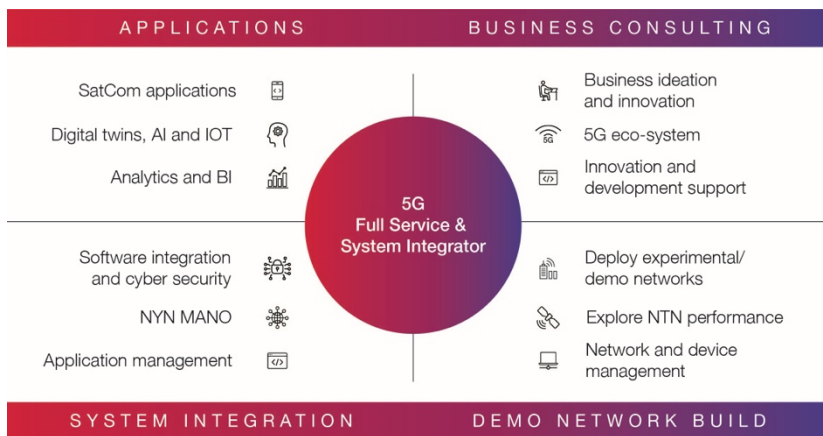 APPLICATIONS
BUSINESS CONSULTING
SatCom applications
Digital twins, AI and IOT
Analytics and BI
Business ideation
and innovation
5G
5G eco-system
Innovation and
development support
5G
Full Service &
System Integrator
Software integration
and cyber security
NYN MANO
Application management
Deploy experimental/
demo networks
Explore NTN performance
Network and device
management
SYSTEM INTEGRATION
DEMO NETWORK BUILD